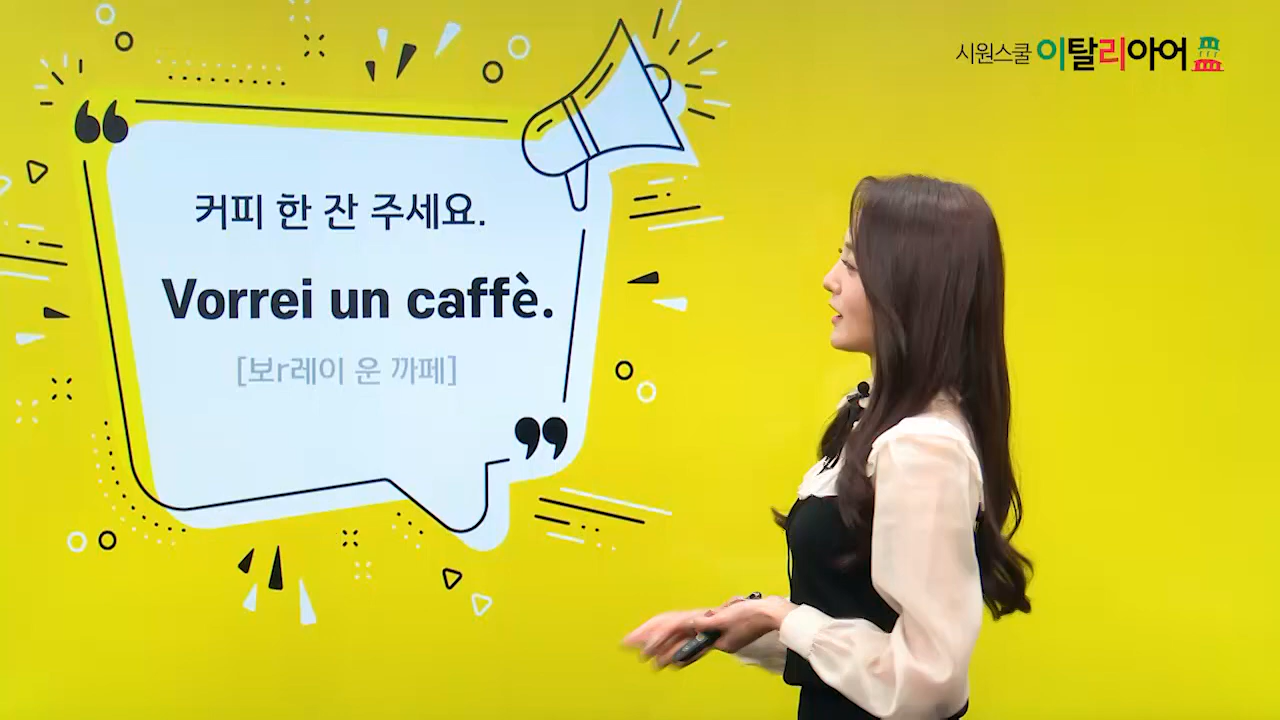 시원스쿨 이탈리아어
커피 한 잔 주세요.
Vorrei un caffè.
[보r레이 운 까페]